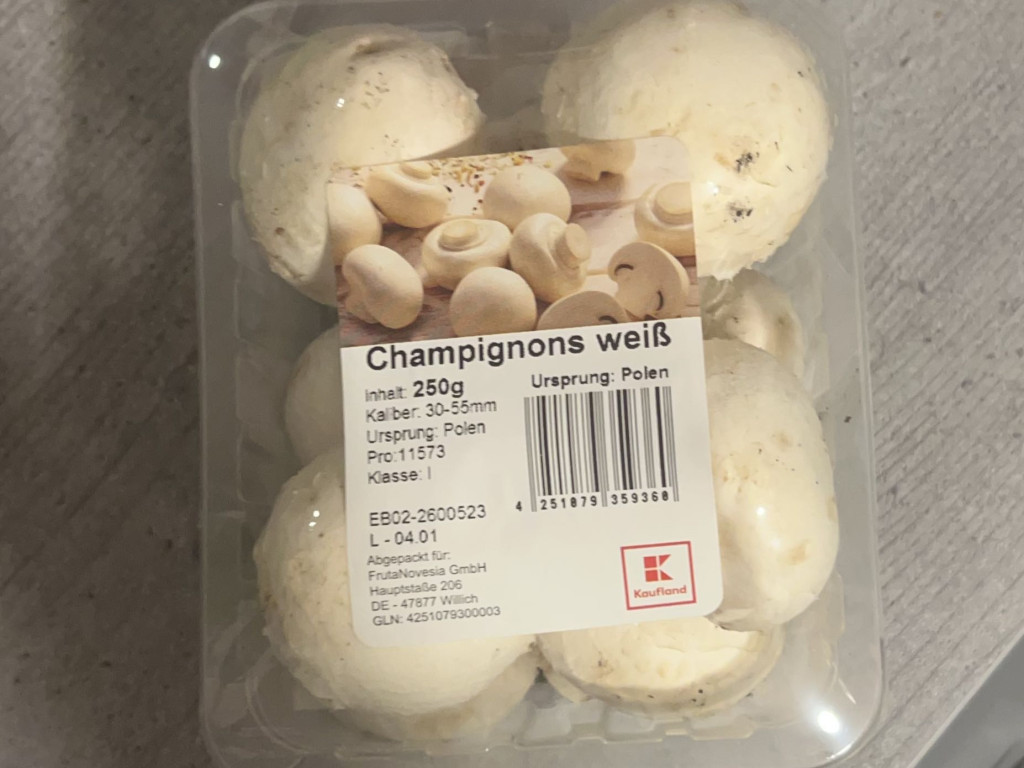 Champignons weiß
Inhalt: 250g
Kaliber: 30-55mm
Ursprung: Polen
Pro:11573
Klasse: I
Ursprung: Polen
4 251079 359360
EB02-2600523
L - 04.01
Abgepackt für:
FrutaNovesia GmbH
Hauptstaße 206
DE - 47877 Willich
GLN: 4251079300003
Kaufland